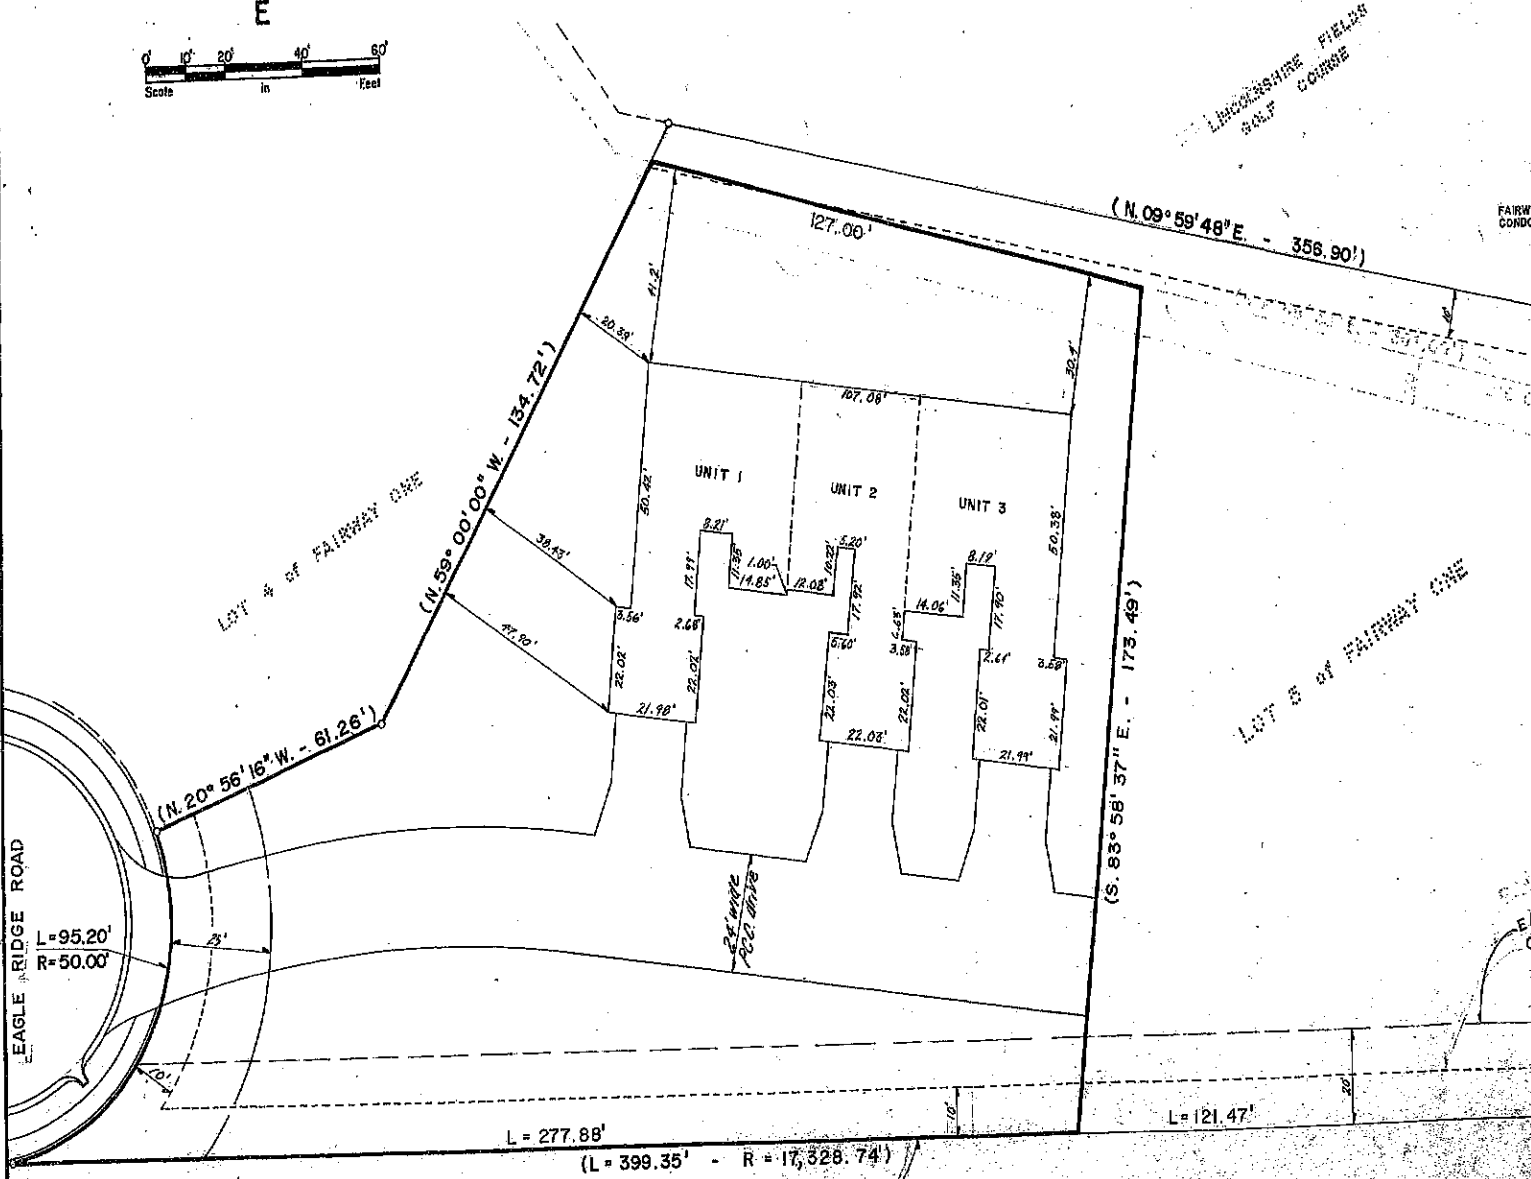 E
0' 10' 20' 40' 60'
Scale in Feet
LINCOLNSHIRE FIELDS
GOLF COURSE
(N. 09° 59' 48" E. - 356.90')
FAIRW
CONDO
127.00'
41.2'
20.39'
30.4'
10'
(N. 59° 00' 00" W. - 134.72')
107.08'
UNIT 1
UNIT 2
UNIT 3
50.42'
50.38'
8.21'
11.35'
1.00'
14.85'
12.08'
10.22'
5.20'
17.99'
17.92'
8.19'
11.35'
17.90'
14.06'
38.43'
3.56'
2.68'
5.60'
3.58'
2.61'
3.58'
47.90'
22.02'
22.02'
22.03'
22.02'
22.01'
21.99'
21.98'
22.03'
21.99'
LOT 4 of FAIRWAY ONE
LOT 5 of FAIRWAY ONE
(S. 83° 58' 37" E. - 173.49')
(N. 20° 56' 16" W. - 61.26')
EAGLE RIDGE ROAD
L=95.20'
R=50.00'
25'
24' wide
P.C.C. drive
10'
10'
20'
L = 277.88'
L=121.47'
(L = 399.35' - R = 17,328.74')